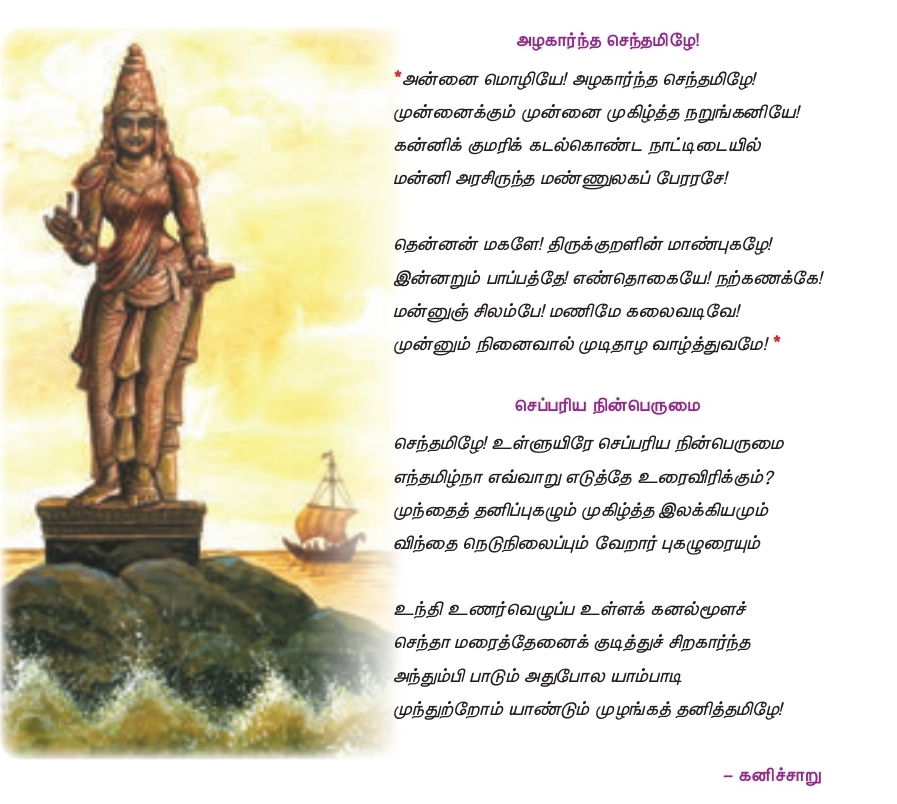 அழகார்ந்த செந்தமிழே!
*அன்னை மொழியே! அழகார்ந்த செந்தமிழே!
முன்னைக்கும் முன்னை முகிழ்த்த நறுங்கனியே!
கன்னிக் குமரிக் கடல்கொண்ட நாட்டிடையில்
மன்னி அரசிருந்த மண்ணுலகப் பேரரசே!
தென்னன் மகளே! திருக்குறளின் மாண்புகழே!
இன்னறும் பாப்பத்தே! எண்தொகையே! நற்கணக்கே!
மன்னுஞ் சிலம்பே! மணிமே கலைவடிவே!
முன்னும் நினைவால் முடிதாழ வாழ்த்துவமே! *
செப்பரிய நின்பெருமை
செந்தமிழே! உள்ளுயிரே செப்பரிய நின்பெருமை
எந்தமிழ்நா எவ்வாறு எடுத்தே உரைவிரிக்கும்?
முந்தைத் தனிப்புகழும் முகிழ்த்த இலக்கியமும்
விந்தை நெடுநிலைப்பும் வேறார் புகழுரையும்
உந்தி உணர்வெழுப்ப உள்ளக் கனல்மூளச்
செந்தா மரைத்தேனைக் குடித்துச் சிறகார்ந்த
அந்தும்பி பாடும் அதுபோல யாம்பாடி
முந்துற்றோம் யாண்டும் முழங்கத் தனித்தமிழே!
– கனிச்சாறு